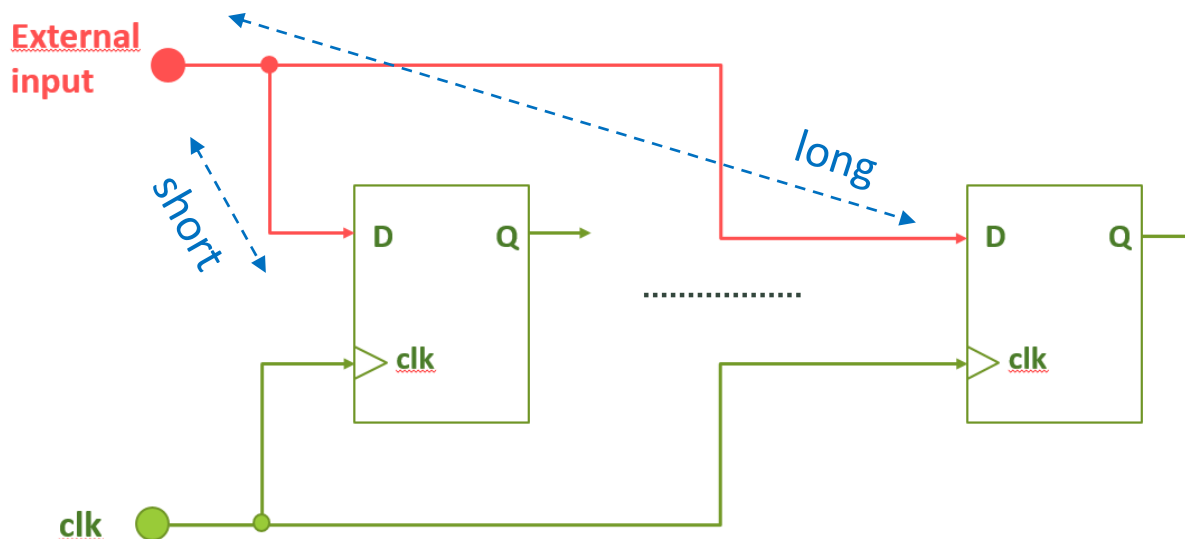 External
input
long
short
D
Q
D
Q
clk
clk
clk